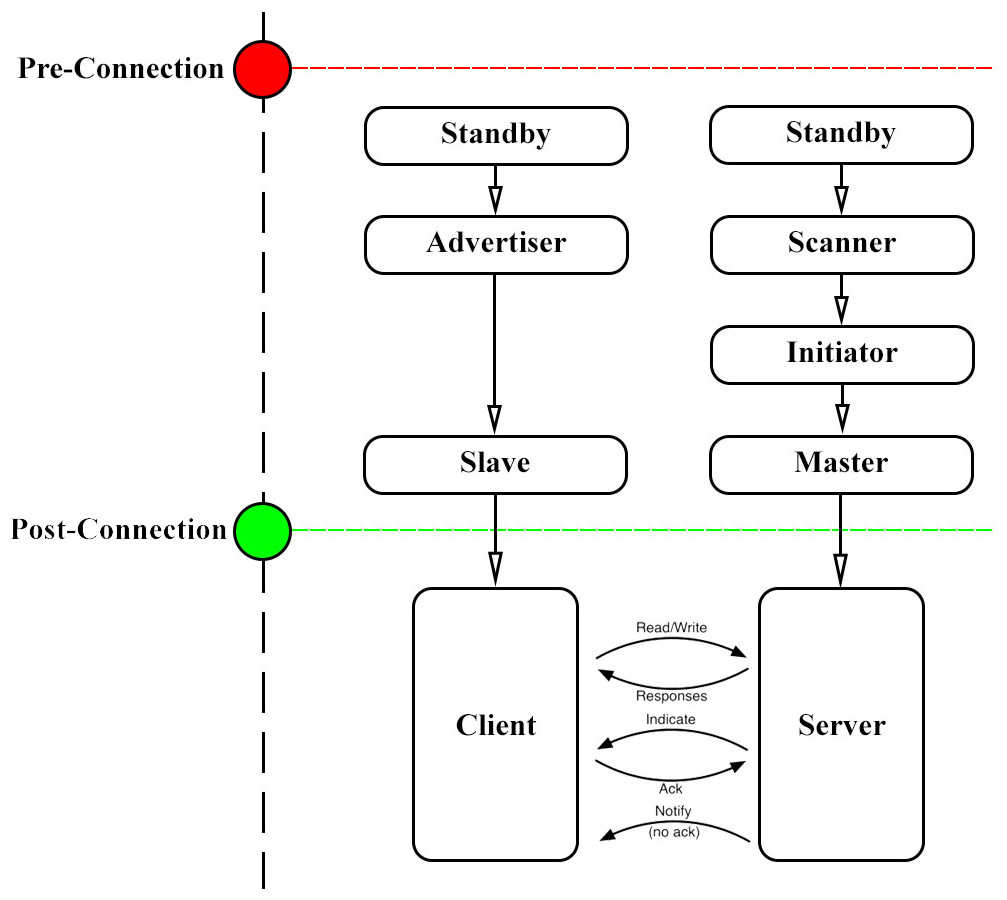 Pre-Connection
Standby
Standby
Advertiser
Scanner
Initiator
Slave
Master
Post-Connection
Read/Write
Responses
Indicate
Client
Server
Ack
Notify
(no ack)